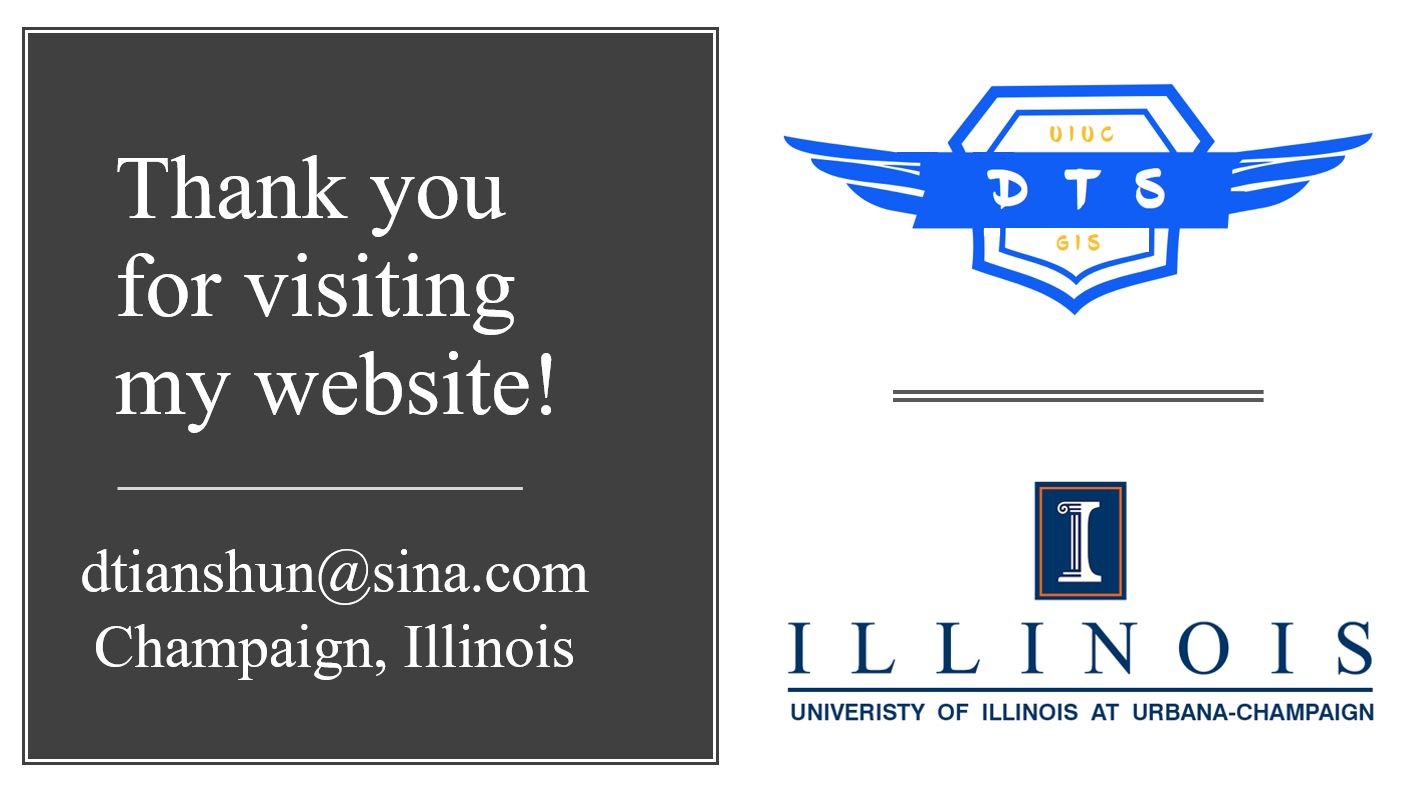 Thank you
for visiting
my website!
dtianshun@sina.com
Champaign, Illinois
UIUC
DTS
GIS
I
ILLINOIS
UNIVERISTY OF ILLINOIS AT URBANA-CHAMPAIGN